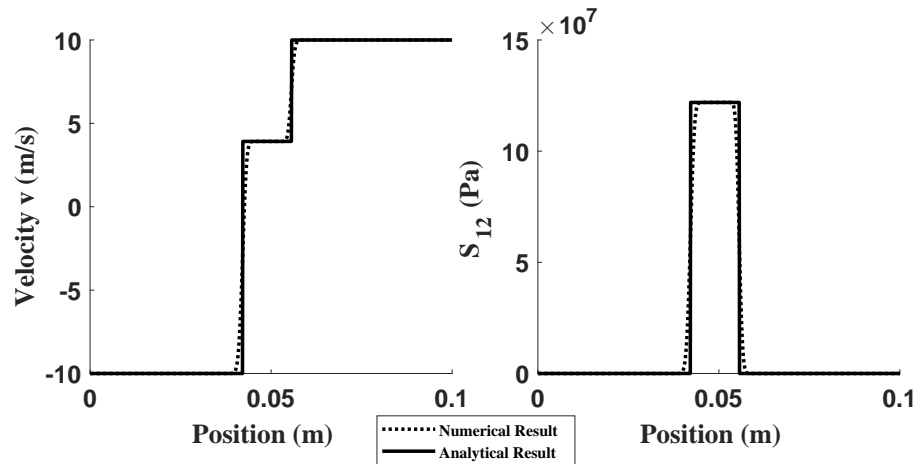 10
5
0
-5
-10
Velocity v (m/s)
0
0.05
0.1
Position (m)
×10^7
15
10
5
0
S_12 (Pa)
0
0.05
0.1
Position (m)
Numerical Result
Analytical Result